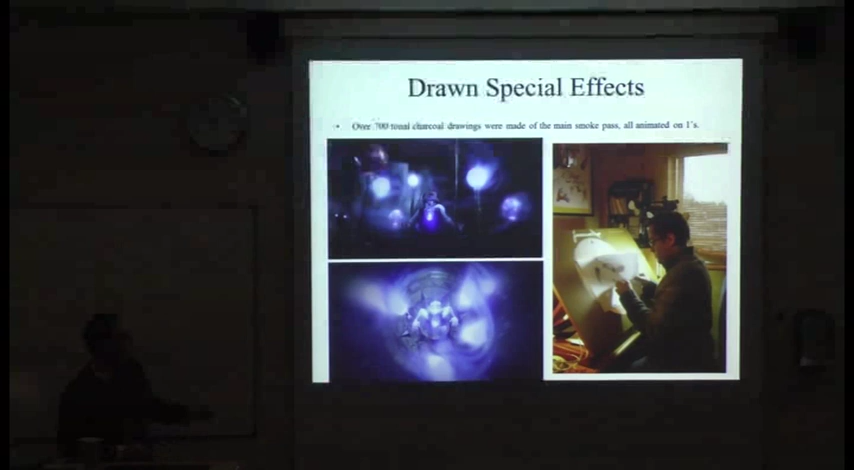 Drawn Special Effects
• Over 700 tonal charcoal drawings were made of the main smoke pass, all animated on 1's.